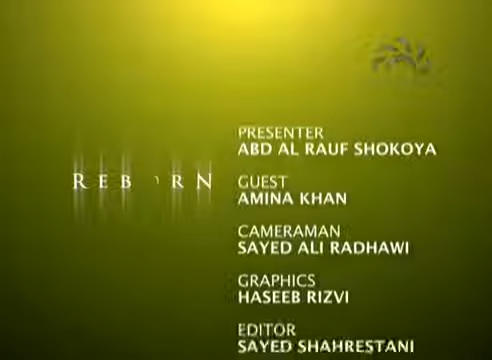 REB RN
PRESENTER
ABD AL RAUF SHOKOYA
GUEST
AMINA KHAN
CAMERAMAN
SAYED ALI RADHAWI
GRAPHICS
HASEEB RIZVI
EDITOR
SAYED SHAHRESTANI